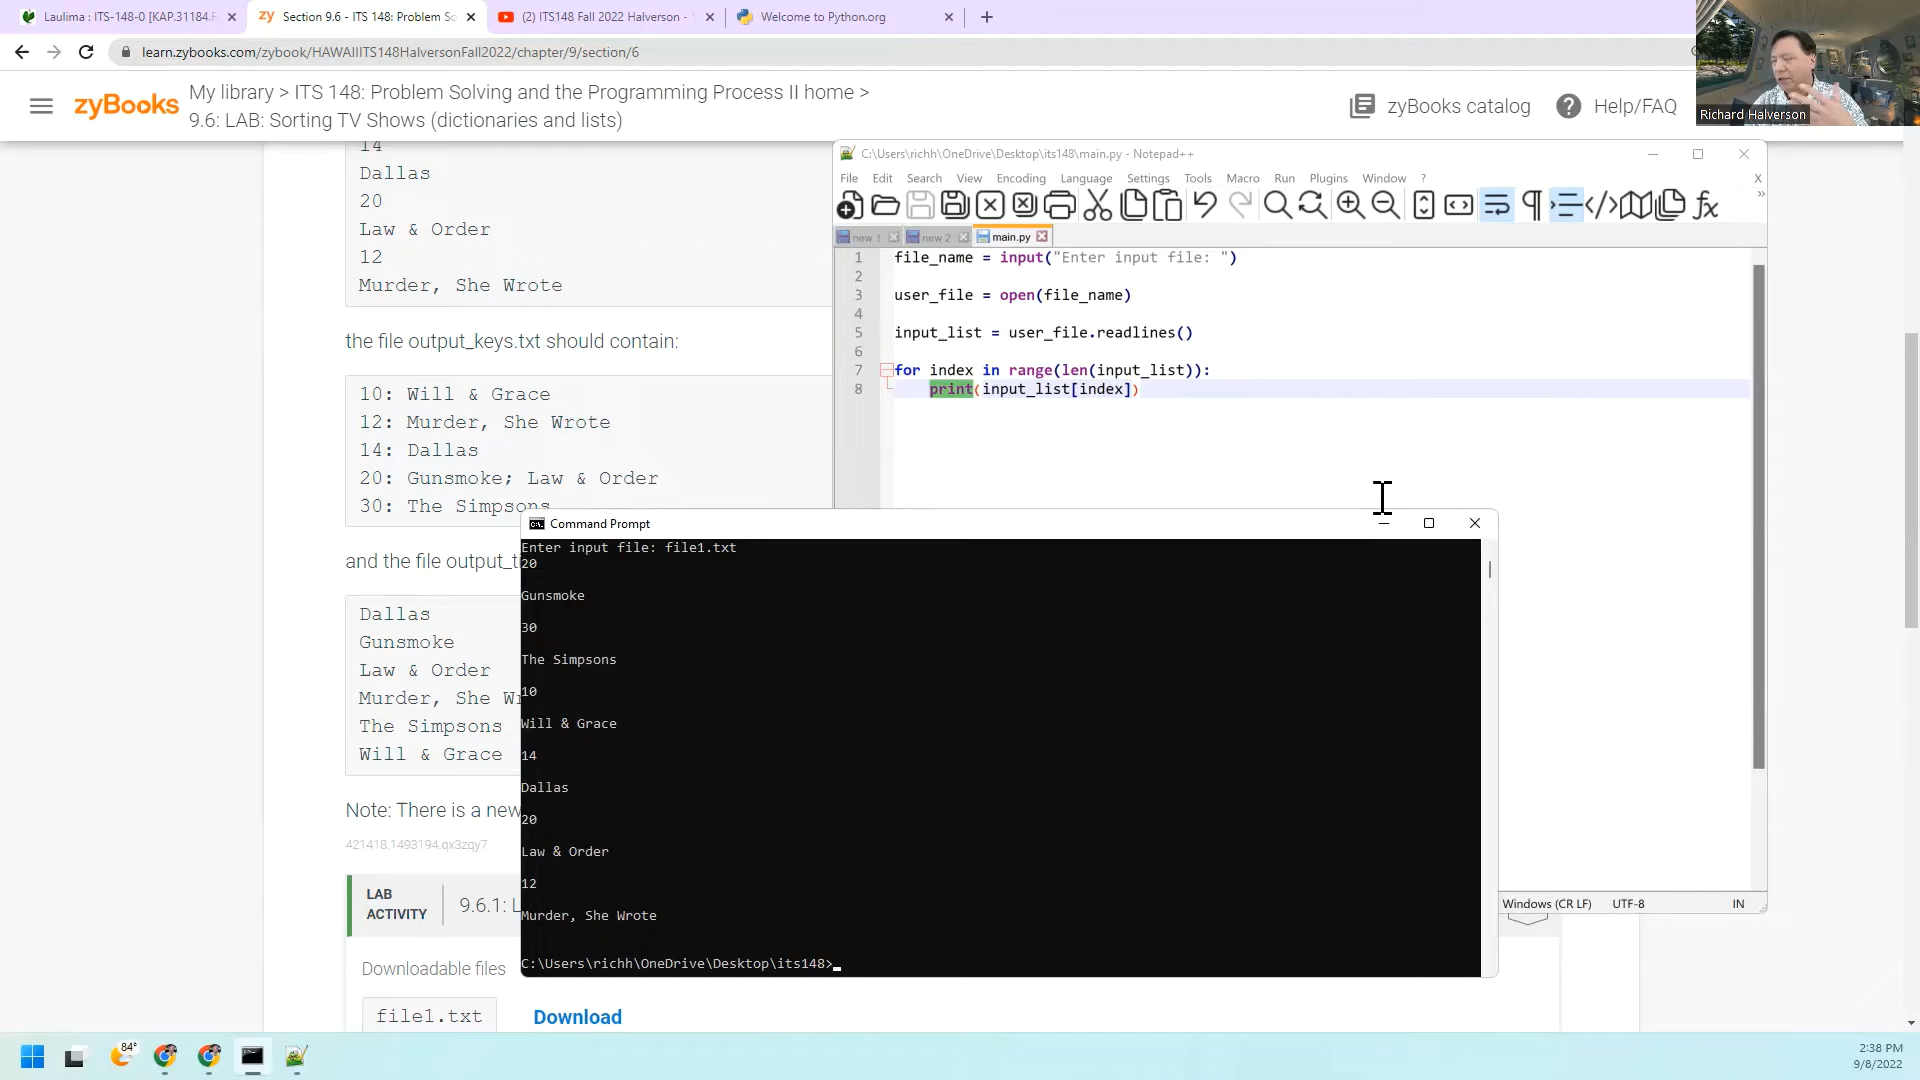 Laulima : ITS-148-0 [KAP.31184.F
zy Section 9.6 - ITS 148: Problem So
(2) ITS148 Fall 2022 Halverson -
Welcome to Python.org
learn.zybooks.com/zybook/HAWAIIITS148HalversonFall2022/chapter/9/section/6
zyBooks
My library > ITS 148: Problem Solving and the Programming Process II home >
9.6: LAB: Sorting TV Shows (dictionaries and lists)
zyBooks catalog
Help/FAQ
Richard Halverson
14
Dallas
20
Law & Order
12
Murder, She Wrote
the file output_keys.txt should contain:
10: Will & Grace
12: Murder, She Wrote
14: Dallas
20: Gunsmoke; Law & Order
30: The Simpsons
and the file output_t
Dallas
Gunsmoke
Law & Order
Murder, She Wr
The Simpsons
Will & Grace
Note: There is a new
421418.1493194.qx3zqy7
LAB
ACTIVITY
9.6.1: L
Downloadable files
file1.txt
Download
C:\Users\richh\OneDrive\Desktop\its148\main.py - Notepad++
File Edit Search View Encoding Language Settings Tools Macro Run Plugins Window ? X
new 1 new 2 main.py
1 file_name = input("Enter input file: ")
2
3 user_file = open(file_name)
4
5 input_list = user_file.readlines()
6
7 for index in range(len(input_list)):
8 print(input_list[index])
Windows (CR LF) UTF-8 IN
Command Prompt
Enter input file: file1.txt
20
Gunsmoke
30
The Simpsons
10
Will & Grace
14
Dallas
20
Law & Order
12
Murder, She Wrote
C:\Users\richh\OneDrive\Desktop\its148>
84°
2:38 PM
9/8/2022